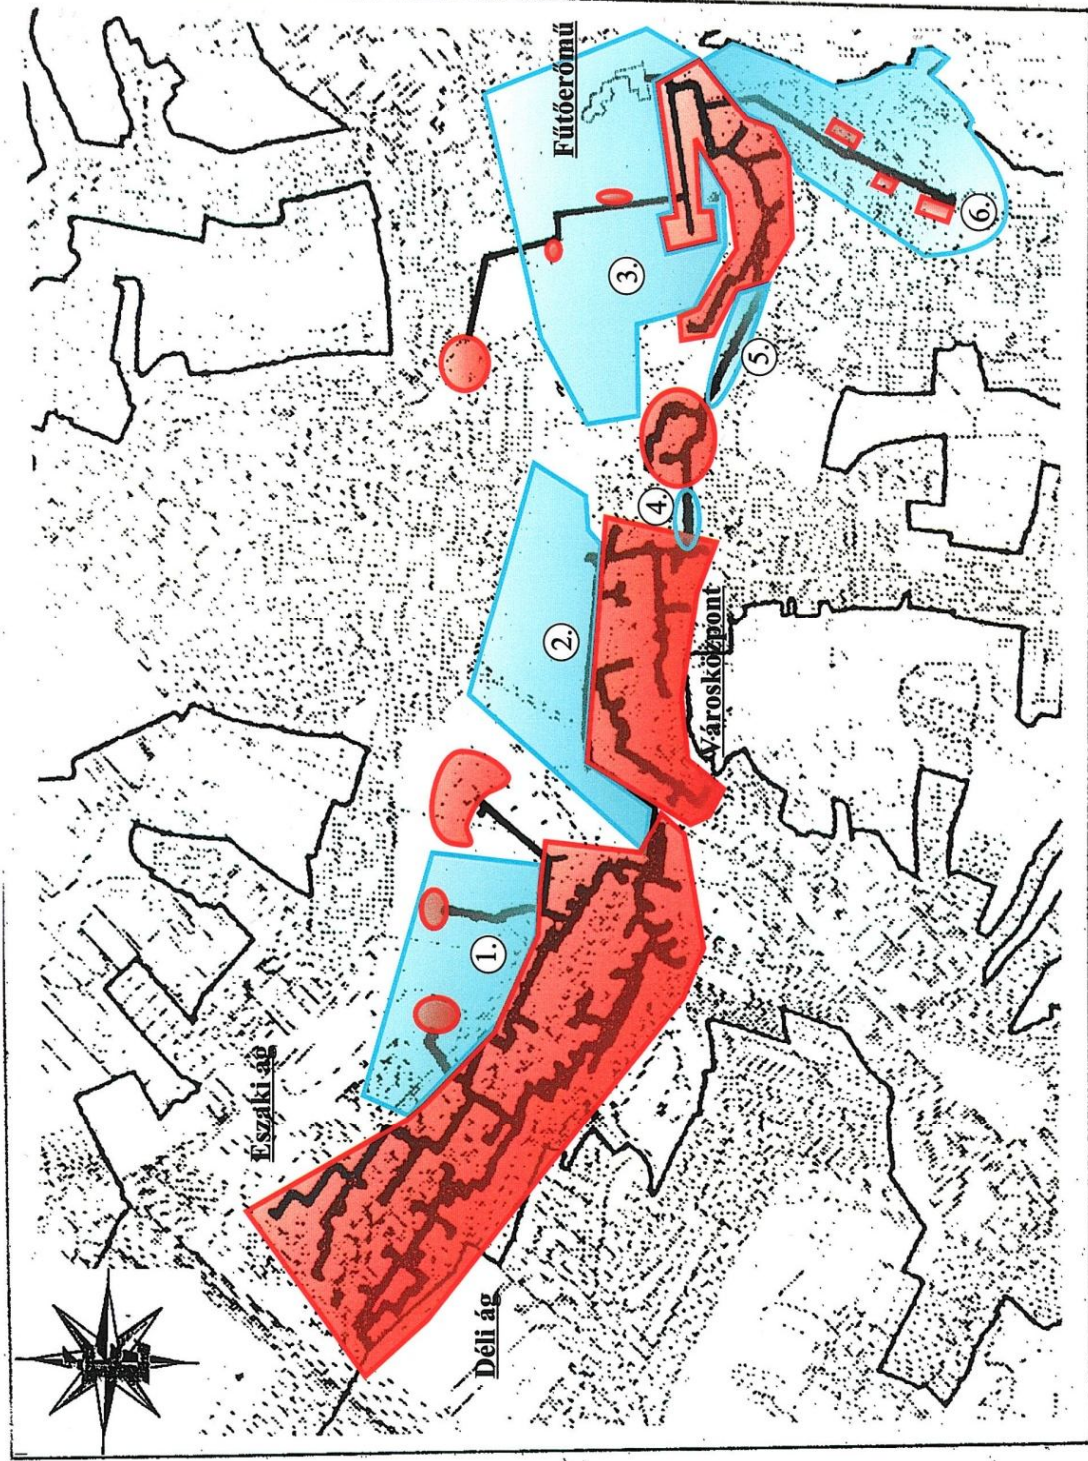 Északi ág
Déli ág
1.
2.
Fűtőerőmű
3.
4.
Városközpont
5.
6.